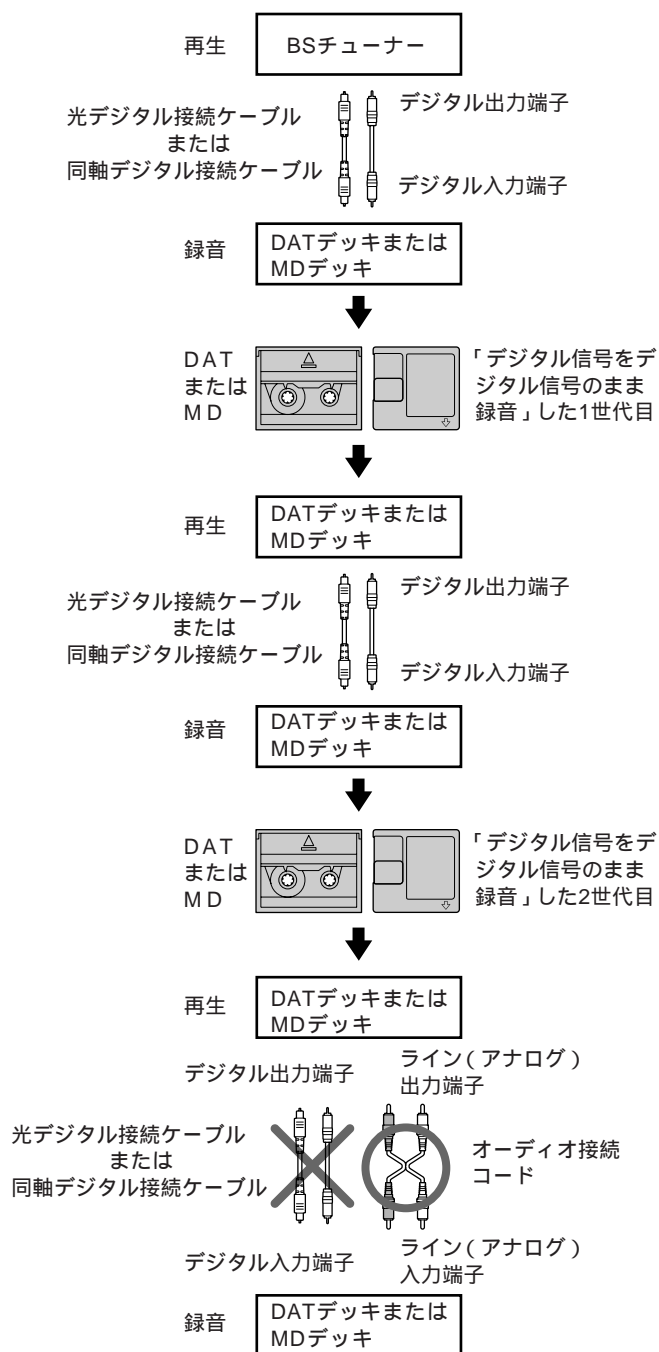 再生
BSチューナー
光デジタル接続ケーブル
または
同軸デジタル接続ケーブル
デジタル出力端子
デジタル入力端子
録音
DATデッキまたは
MDデッキ
DAT
または
MD
「デジタル信号をデ
ジタル信号のまま
録音」した1世代目
再生
DATデッキまたは
MDデッキ
光デジタル接続ケーブル
または
同軸デジタル接続ケーブル
デジタル出力端子
デジタル入力端子
録音
DATデッキまたは
MDデッキ
DAT
または
MD
「デジタル信号をデ
ジタル信号のまま
録音」した2世代目
再生
DATデッキまたは
MDデッキ
デジタル出力端子
ライン(アナログ)
出力端子
光デジタル接続ケーブル
または
同軸デジタル接続ケーブル
オーディオ接続
コード
デジタル入力端子
ライン(アナログ)
入力端子
録音
DATデッキまたは
MDデッキ